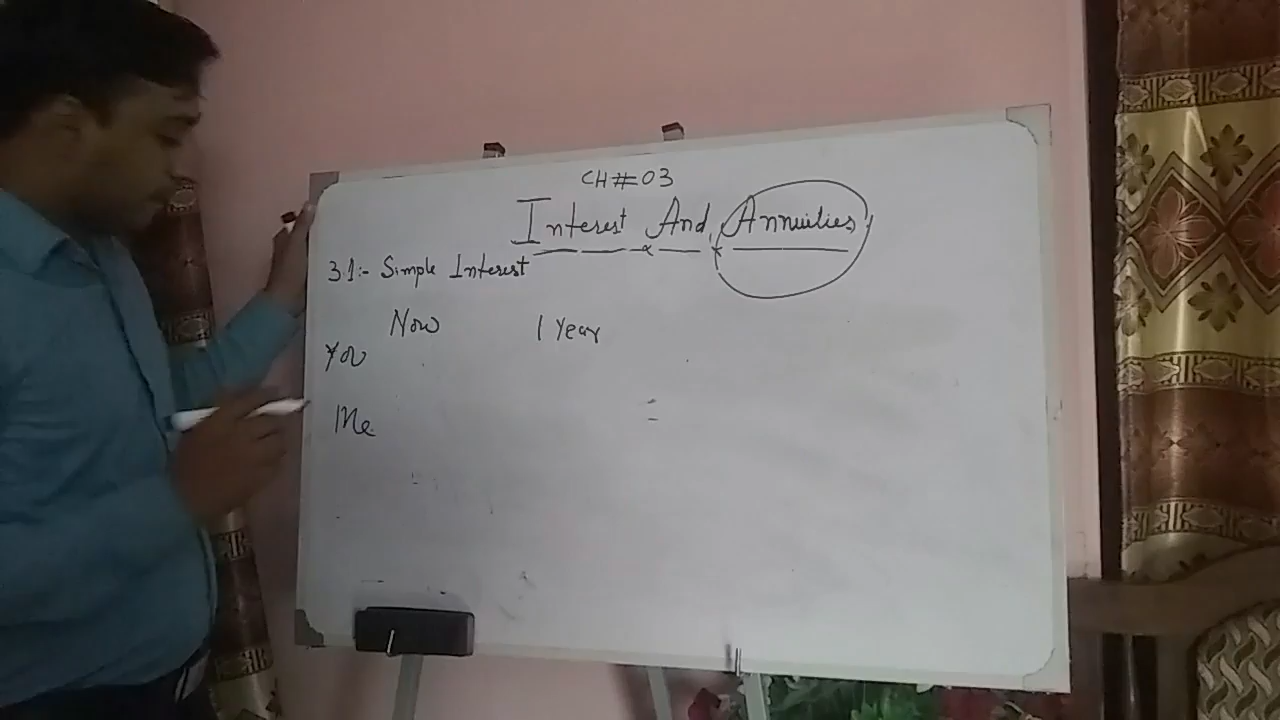 CH#03
Interest And Annuities
3.1:- Simple Interest
Now 1 Year
You
Me
=